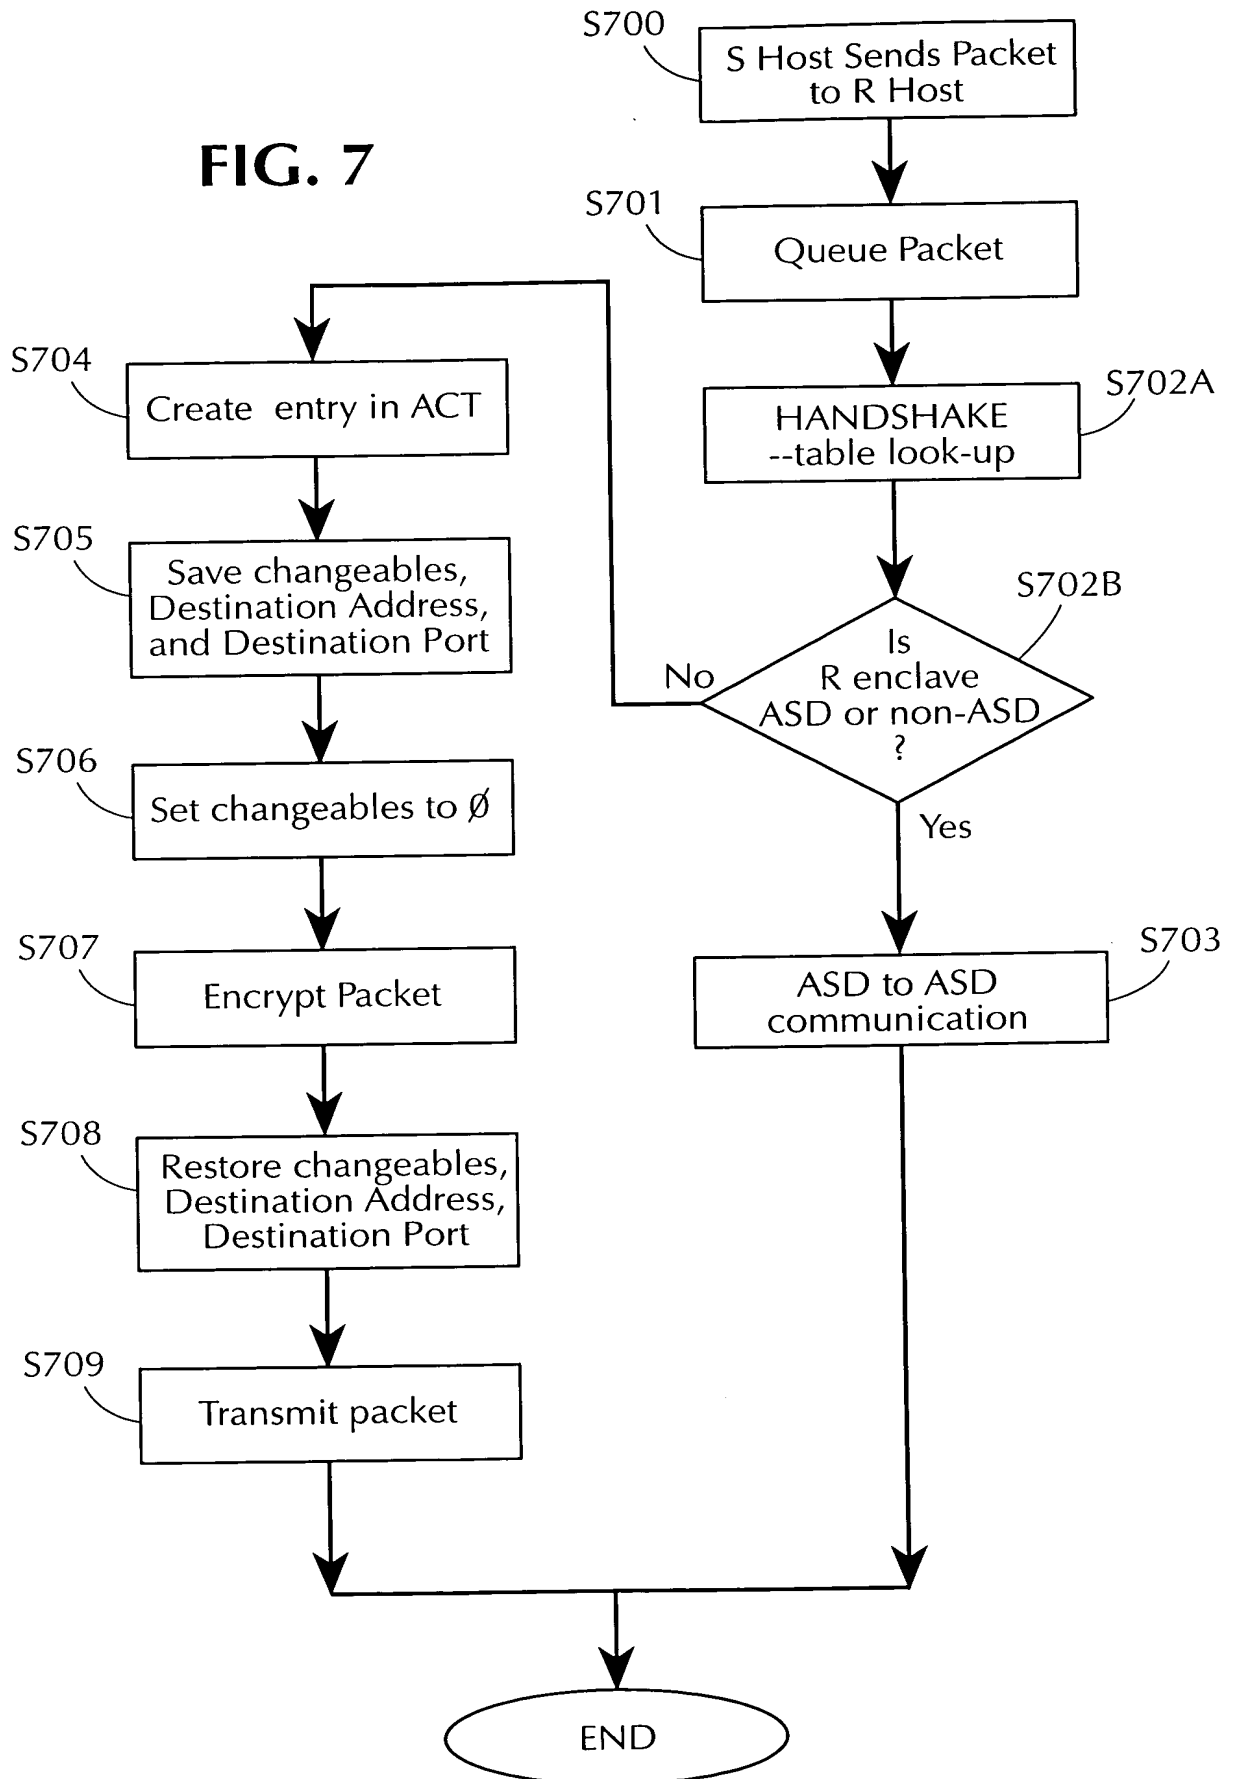 FIG. 7
S700
S Host Sends Packet
to R Host
S701
Queue Packet
S702A
HANDSHAKE
--table look-up
S702B
Is
R enclave
ASD or non-ASD
?
No
Yes
S703
ASD to ASD
communication
S704
Create entry in ACT
S705
Save changeables,
Destination Address,
and Destination Port
S706
Set changeables to Ø
S707
Encrypt Packet
S708
Restore changeables,
Destination Address,
Destination Port
S709
Transmit packet
END